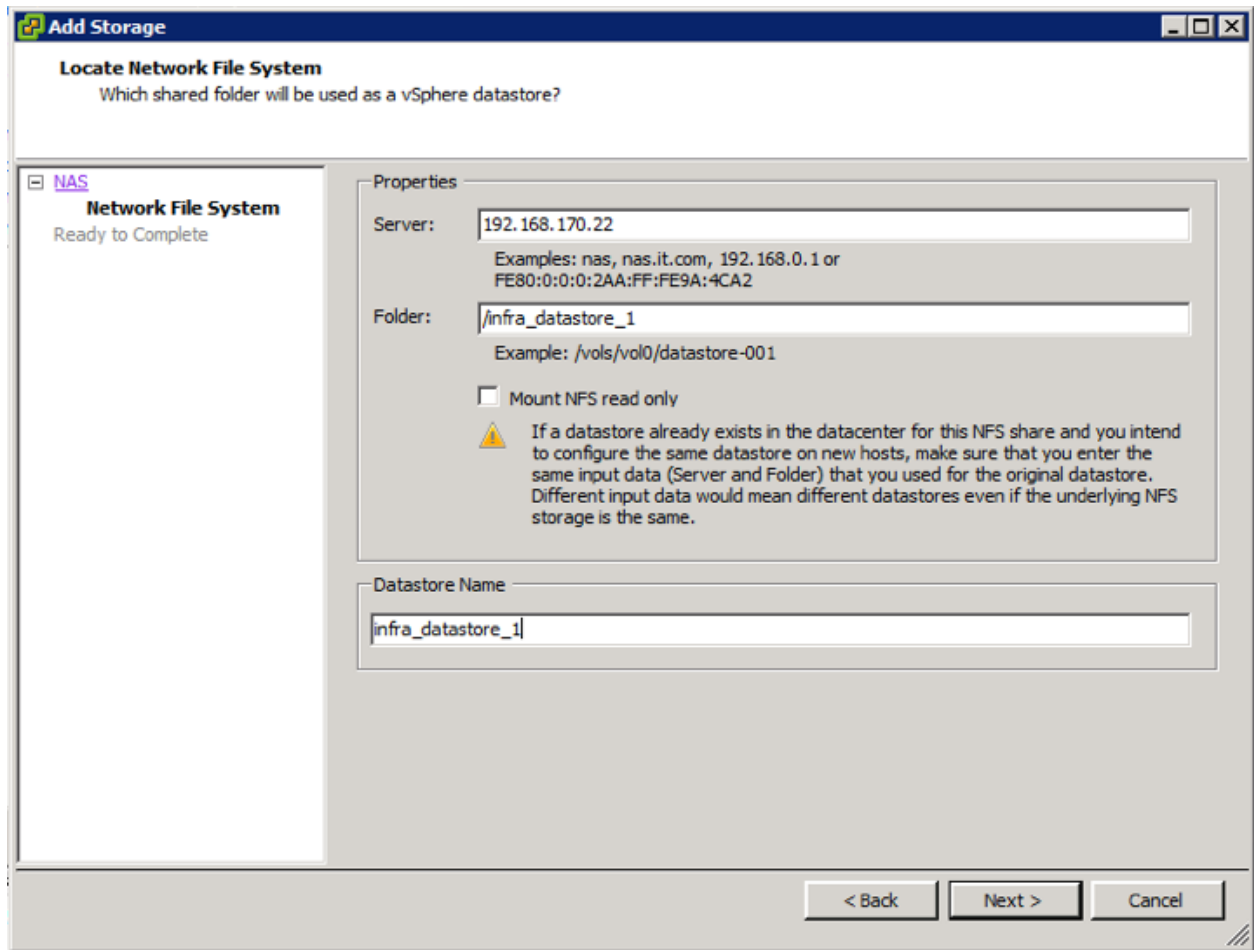 Add Storage
Locate Network File System
Which shared folder will be used as a vSphere datastore?
NAS
Network File System
Ready to Complete
Properties
Server:
192.168.170.22
Examples: nas, nas.it.com, 192.168.0.1 or
FE80:0:0:0:2AA:FF:FE9A:4CA2
Folder:
/infra_datastore_1
Example: /vols/vol0/datastore-001
Mount NFS read only
If a datastore already exists in the datacenter for this NFS share and you intend
to configure the same datastore on new hosts, make sure that you enter the
same input data (Server and Folder) that you used for the original datastore.
Different input data would mean different datastores even if the underlying NFS
storage is the same.
Datastore Name
infra_datastore_1
< Back
Next >
Cancel